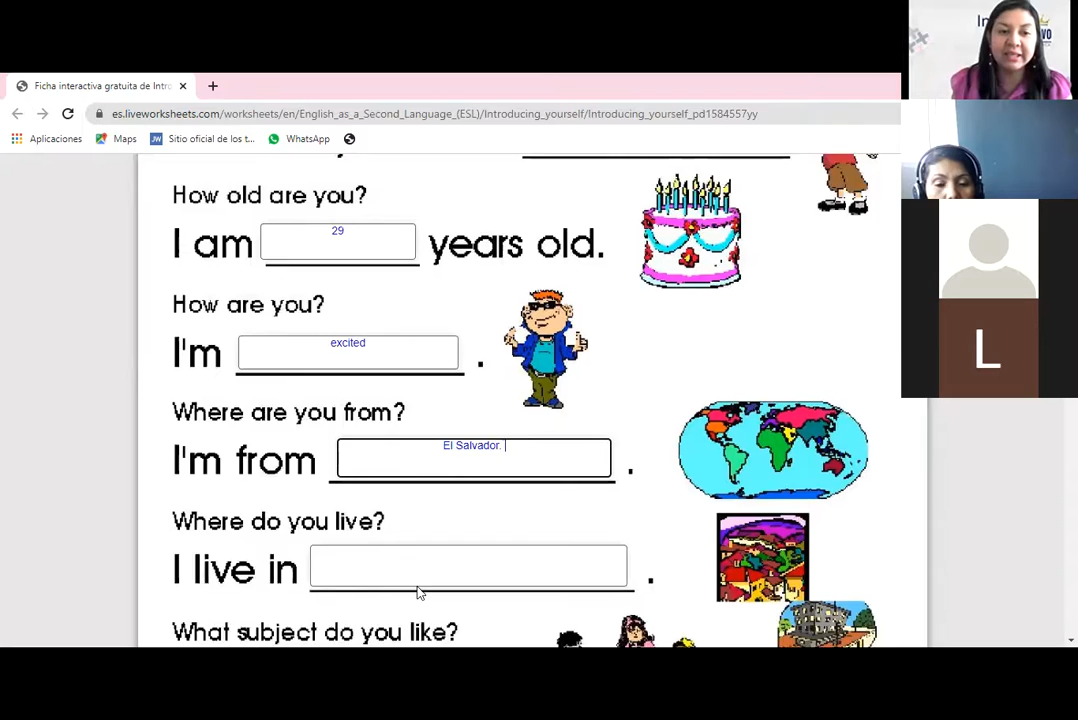 Ficha interactiva gratuita de Intro
es.liveworksheets.com/worksheets/en/English_as_a_Second_Language_(ESL)/Introducing_yourself/Introducing_yourself_pd1584557yy
Aplicaciones Maps Sitio oficial de los t... WhatsApp
How old are you?
I am 29 years old.
How are you?
I'm excited .
Where are you from?
I'm from El Salvador. .
Where do you live?
I live in .
What subject do you like?
L